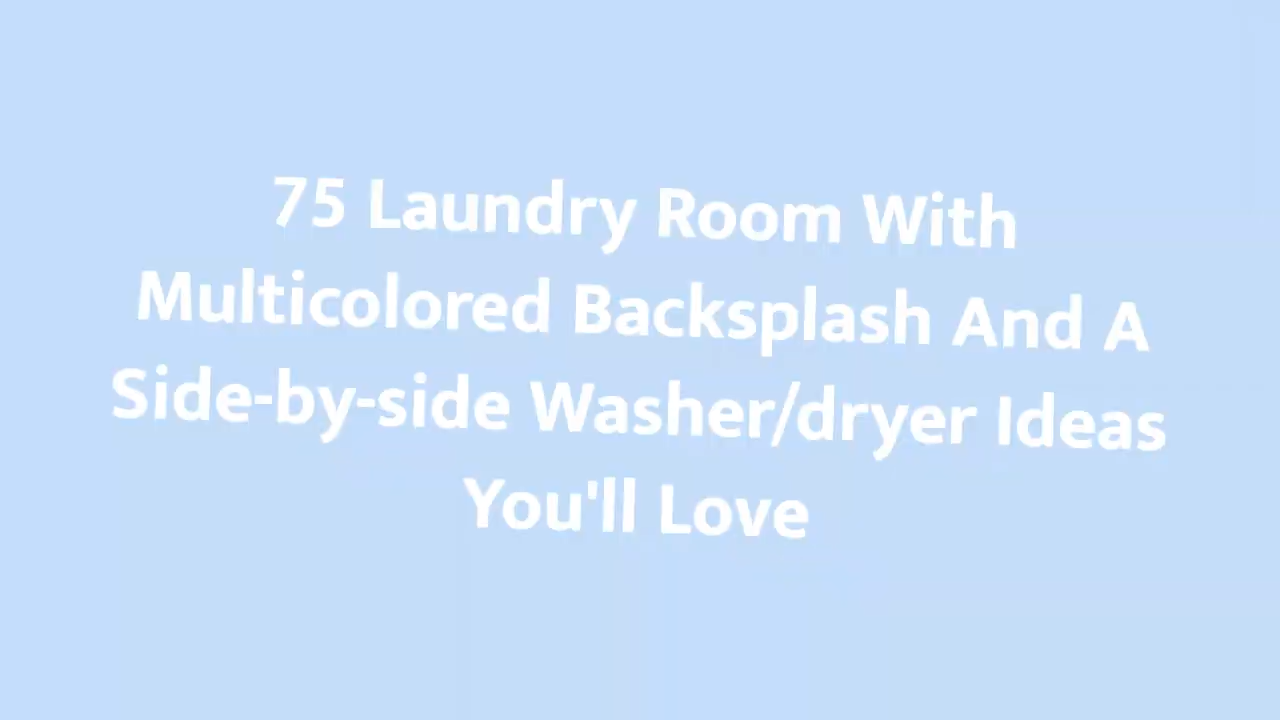 75 Laundry Room With
Multicolored Backsplash And A
Side-by-side Washer/dryer Ideas
You'll Love